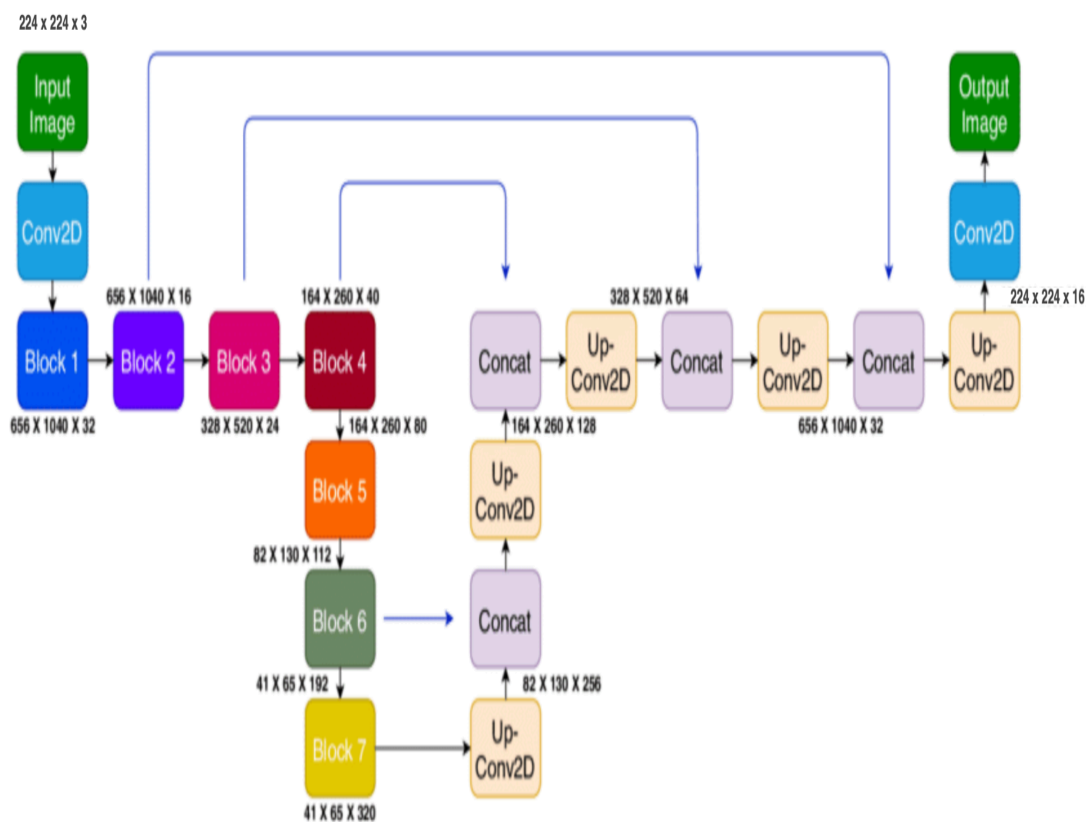 224 x 224 x 3
Input
Image
Output
Image
Conv2D
Conv2D
656 X 1040 X 16
164 X 260 X 40
328 X 520 X 64
224 x 224 x 16
Block 1
Block 2
Block 3
Block 4
Concat
Up-
Conv2D
Concat
Up-
Conv2D
Concat
Up-
Conv2D
656 X 1040 X 32
328 X 520 X 24
164 X 260 X 80
164 X 260 X 128
656 X 1040 X 32
Block 5
Up-
Conv2D
82 X 130 X 112
Block 6
Concat
41 X 65 X 192
82 X 130 X 256
Block 7
Up-
Conv2D
41 X 65 X 320